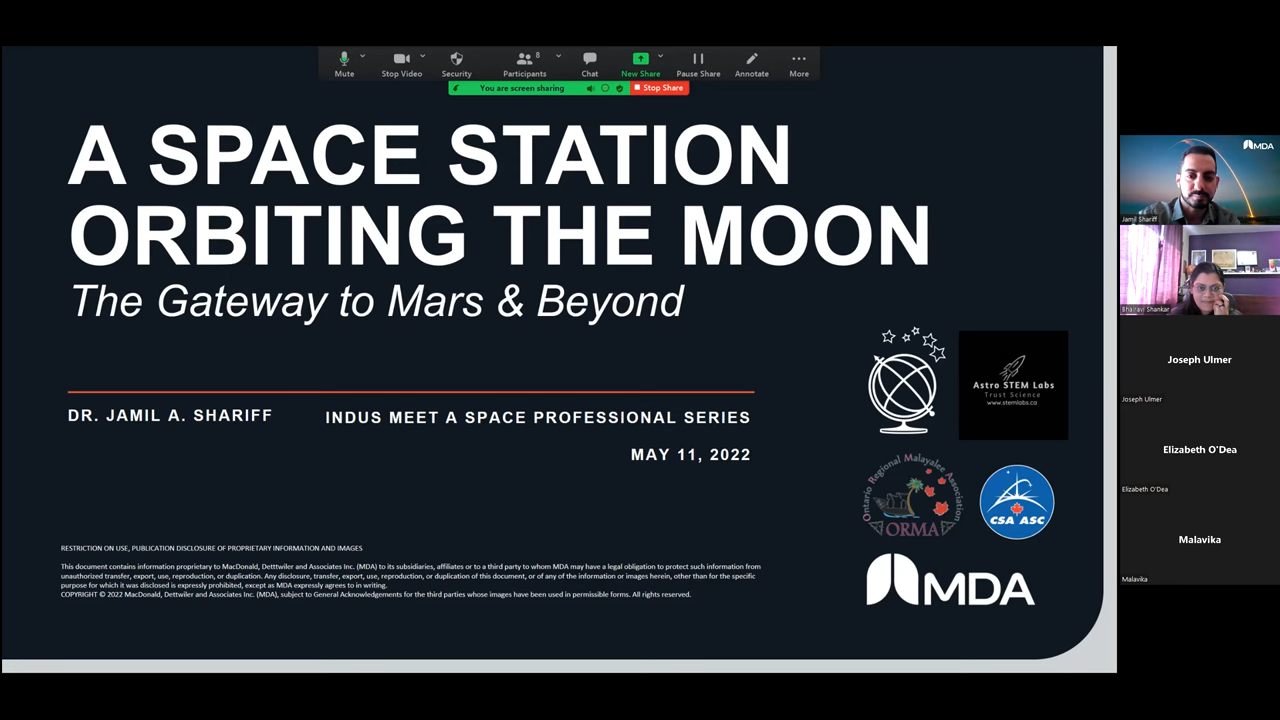 Mute
Stop Video
Security
8
Participants
Chat
New Share
Pause Share
Annotate
More
You are screen sharing
Stop Share
A SPACE STATION
ORBITING THE MOON
The Gateway to Mars & Beyond
DR. JAMIL A. SHARIFF
INDUS MEET A SPACE PROFESSIONAL SERIES
MAY 11, 2022
Astro STEM Labs
Trust Science
www.stemlabs.ca
Ontario Regional Malayalee Association
ORMA
CSA ASC
MDA
RESTRICTION ON USE, PUBLICATION DISCLOSURE OF PROPRIETARY INFORMATION AND IMAGES
This document contains information proprietary to MacDonald, Detttwiler and Associates Inc. (MDA) to its subsidiaries, affiliates or to a third party to whom MDA may have a legal obligation to protect such information from
unauthorized transfer, export, use, reproduction, or duplication. Any disclosure, transfer, export, use, reproduction or duplication of this document, or of any of the information or images herein, other than for the specific
purpose for which it was disclosed is expressly prohibited, except as MDA expressly agrees to in writing.
COPYRIGHT © 2022 MacDonald, Dettwiler and Associates Inc. (MDA), subject to General Acknowledgements for the third parties whose images have been used in permissible forms. All rights reserved.
MDA
Jamil Shariff
Bhairavi Shankar
Joseph Ulmer
Joseph Ulmer
Elizabeth O'Dea
Elizabeth O'Dea
Malavika
Malavika